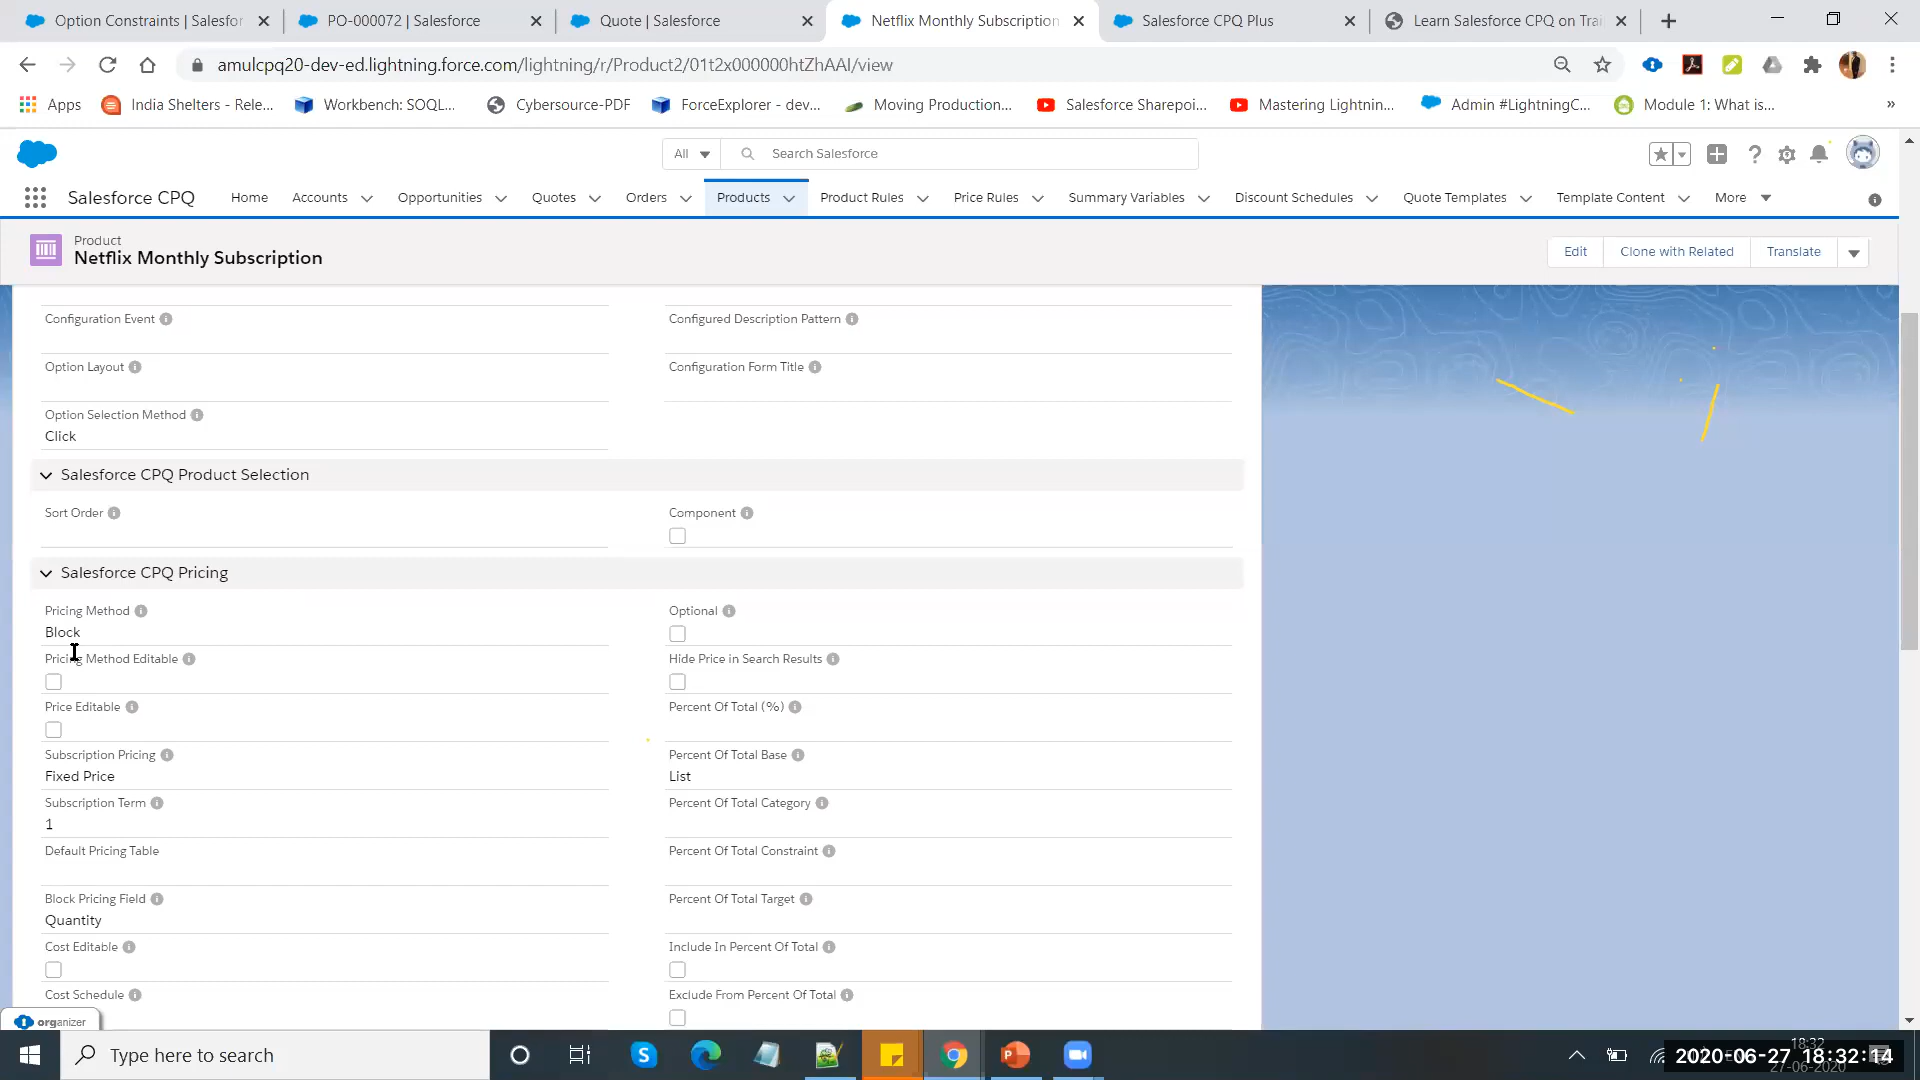 Option Constraints | Salesfor
PO-000072 | Salesforce
Quote | Salesforce
Netflix Monthly Subscription
Salesforce CPQ Plus
Learn Salesforce CPQ on Trai
amulcpq20-dev-ed.lightning.force.com/lightning/r/Product2/01t2x000000htZhAAI/view
Apps
India Shelters - Rele...
Workbench: SOQL...
Cybersource-PDF
ForceExplorer - dev...
Moving Production...
Salesforce Sharepoi...
Mastering Lightnin...
Admin #LightningC...
Module 1: What is...
»
All
Search Salesforce
Salesforce CPQ
Home
Accounts
Opportunities
Quotes
Orders
Products
Product Rules
Price Rules
Summary Variables
Discount Schedules
Quote Templates
Template Content
More
Product
Netflix Monthly Subscription
Edit
Clone with Related
Translate
Configuration Event
Configured Description Pattern
Option Layout
Configuration Form Title
Option Selection Method
Click
Salesforce CPQ Product Selection
Sort Order
Component
Salesforce CPQ Pricing
Pricing Method
Block
Optional
Pricing Method Editable
Hide Price in Search Results
Price Editable
Percent Of Total (%)
Subscription Pricing
Fixed Price
Percent Of Total Base
List
Subscription Term
1
Percent Of Total Category
Default Pricing Table
Percent Of Total Constraint
Block Pricing Field
Quantity
Percent Of Total Target
Cost Editable
Include In Percent Of Total
Cost Schedule
Exclude From Percent Of Total
organizer
Type here to search
18:32
2020-06-27 18:32:14
27-06-2020